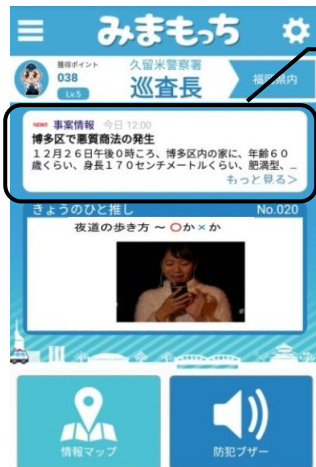 みまもっち
獲得ポイント
038
Lv.5
久留米警察署
巡査長
福岡県内
NEW! 事案情報 今日 12:00
博多区で悪質商法の発生
12月26日午後0時ころ、博多区内の家に、年齢60
歳くらい、身長170センチメートルくらい、肥満型、...
もっと見る>
きょうのひと推し No.020
夜道の歩き方 ~ 〇か×か
情報マップ
防犯ブザー